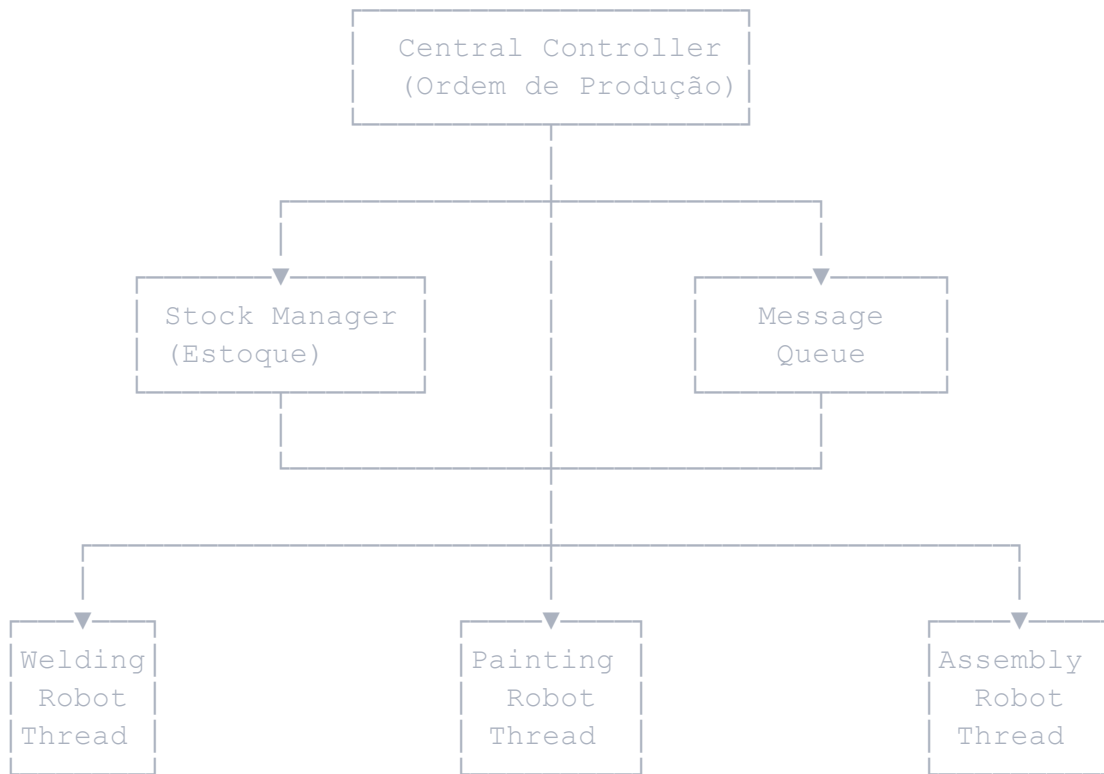 Central Controller
(Ordem de Produção)
Stock Manager
(Estoque)
Message
Queue
Welding
Robot
Thread
Painting
Robot
Thread
Assembly
Robot
Thread